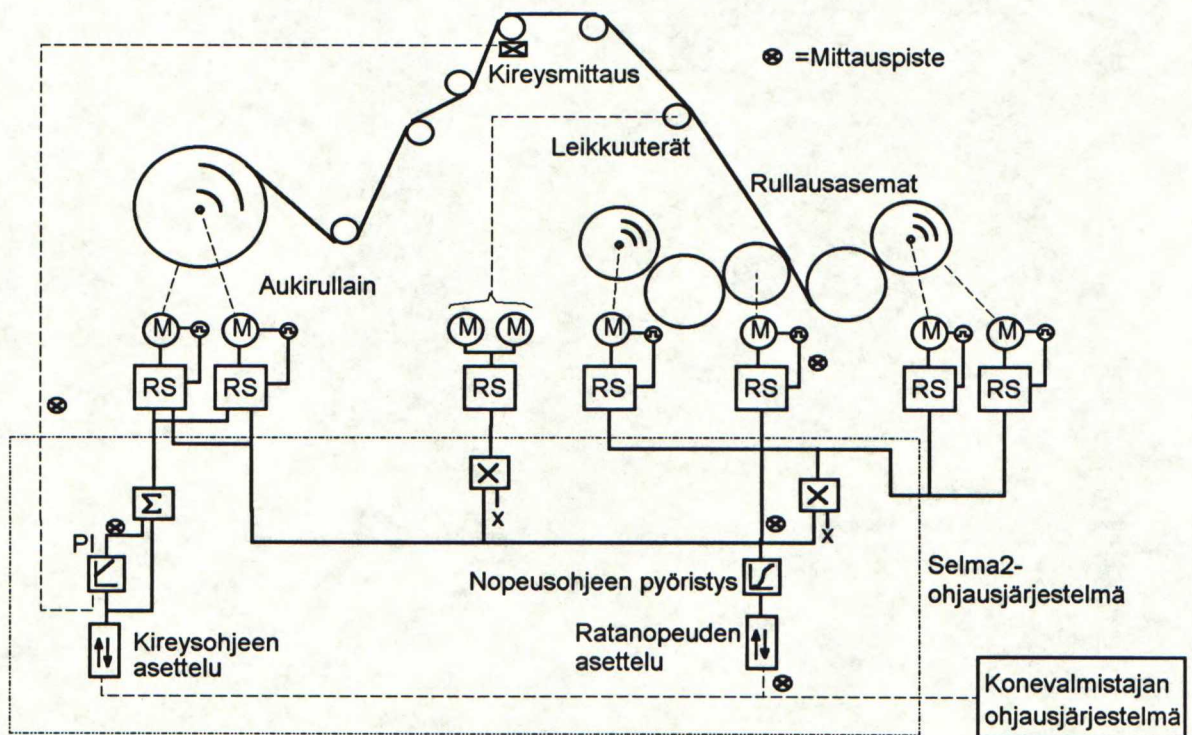 =Mittauspiste
Kireysmittaus
Leikkuuterät
Rullausasemat
Aukirullain
M
M
M
M
M
M
M
M
RS
RS
RS
RS
RS
RS
RS
Σ
x
x
PI
Nopeusohjeen pyöristys
Selma2-
ohjausjärjestelmä
Kireysohjeen
asettelu
Ratanopeuden
asettelu
Konevalmistajan
ohjausjärjestelmä